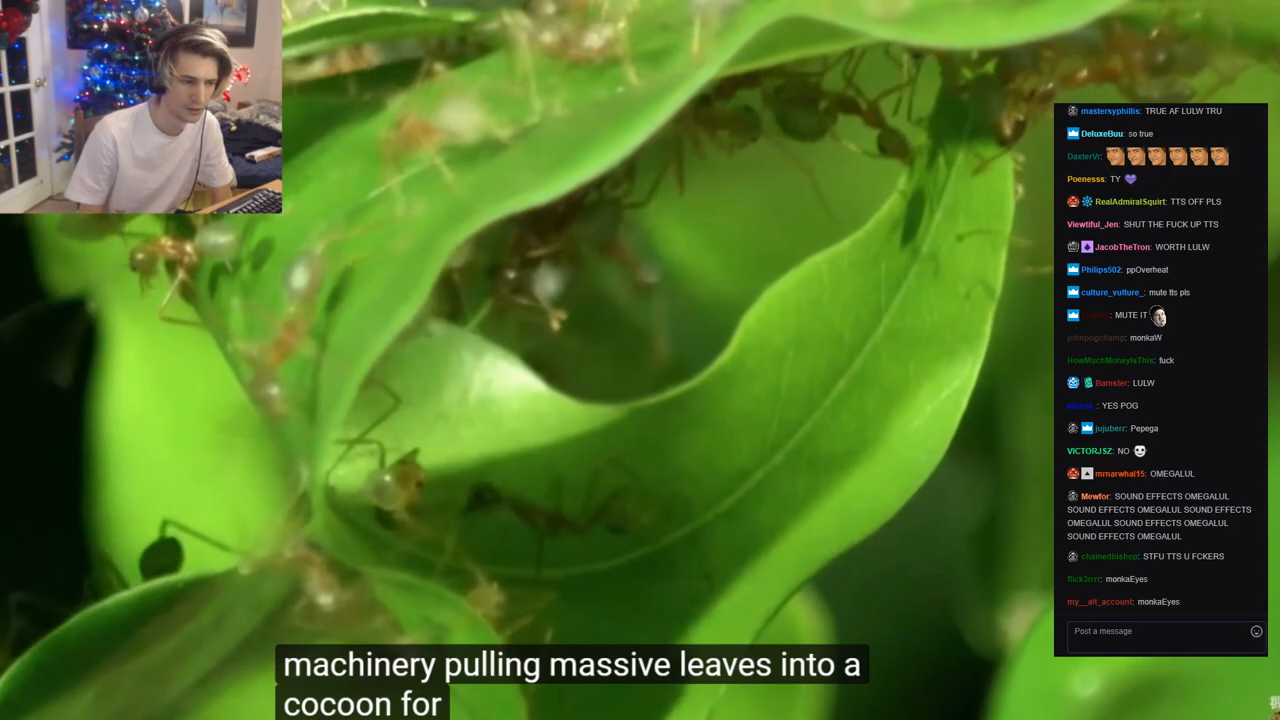 mastersyphillis: TRUE AF LULW TRU
DeluxeBuu: so true
DaxterVr:
Poenesss: TY
RealAdmiralSquirt: TTS OFF PLS
Viewtiful_Jen: SHUT THE FUCK UP TTS
JacobTheTron: WORTH LULW
Philips502: ppOverheat
culture_vulture_: mute tts pls
: MUTE IT
johnpogchamp: monkaW
HowMuchMoneyIsThis: fuck
Bamster: LULW
: YES POG
jujuberr: Pepega
VICTORJSZ: NO
mrnarwhal15: OMEGALUL
Mewfor: SOUND EFFECTS OMEGALUL
SOUND EFFECTS OMEGALUL SOUND EFFECTS
OMEGALUL SOUND EFFECTS OMEGALUL
SOUND EFFECTS OMEGALUL
chainedbishop: STFU TTS U FCKERS
flick3rrr: monkaEyes
my__alt_account: monkaEyes
Post a message
machinery pulling massive leaves into a
cocoon for